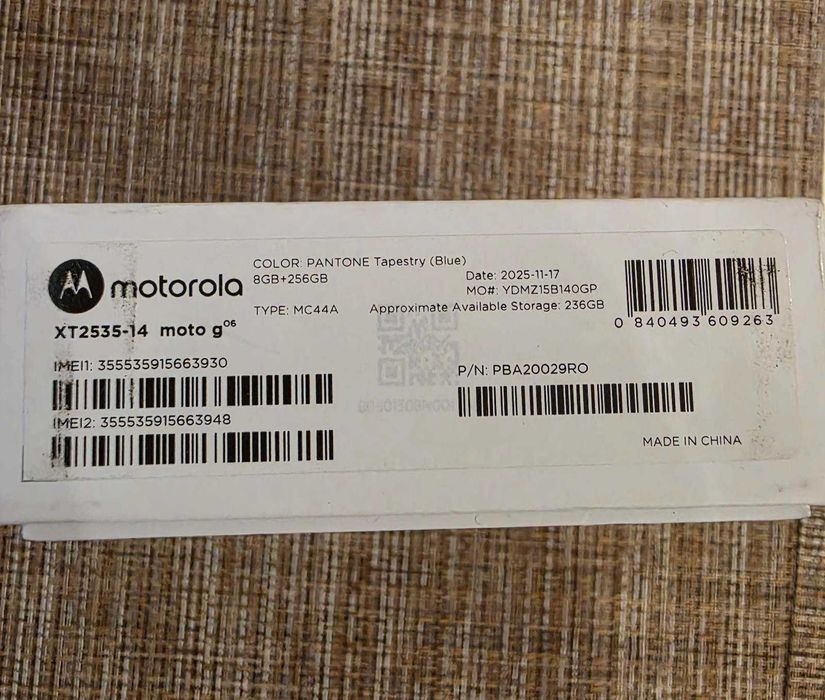 motorola
COLOR: PANTONE Tapestry (Blue)
8GB+256GB
Date: 2025-11-17
MO#: YDMZ15B140GP
TYPE: MC44A
Approximate Available Storage: 236GB
0 840493 609263
XT2535-14 moto g06
IMEI1: 355535915663930
P/N: PBA20029RO
IMEI2: 355535915663948
MADE IN CHINA